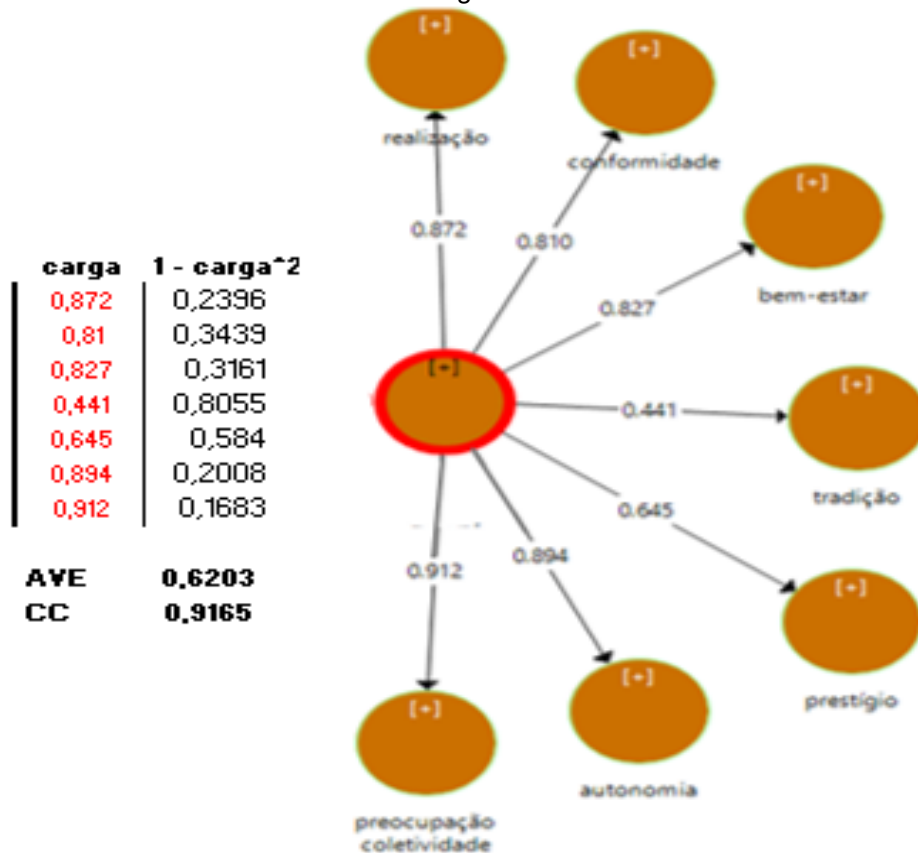 [+]
realização
[+]
conformidade
[+]
bem-estar
0.872
0.810
0.827
carga 1 - carga^2
0,872 0,2396
0,81 0,3439
0,827 0,3161
0,441 0,8055
0,645 0,584
0,894 0,2008
0,912 0,1683
AVE 0,6203
CC 0,9165
[+]
0.441
[+]
tradição
0.645
[+]
prestígio
0.912
0.894
[+]
autonomia
[+]
preocupação
coletividade